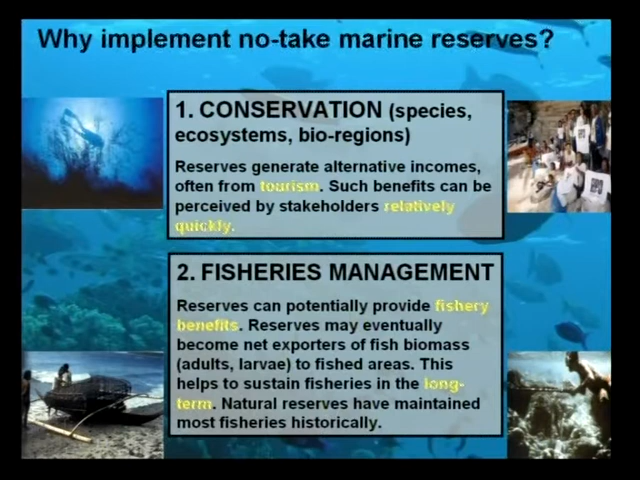 Why implement no-take marine reserves?
1. CONSERVATION (species,
ecosystems, bio-regions)
Reserves generate alternative incomes,
often from tourism. Such benefits can be
perceived by stakeholders relatively
quickly.
2. FISHERIES MANAGEMENT
Reserves can potentially provide fishery
benefits. Reserves may eventually
become net exporters of fish biomass
(adults, larvae) to fished areas. This
helps to sustain fisheries in the long-
term. Natural reserves have maintained
most fisheries historically.